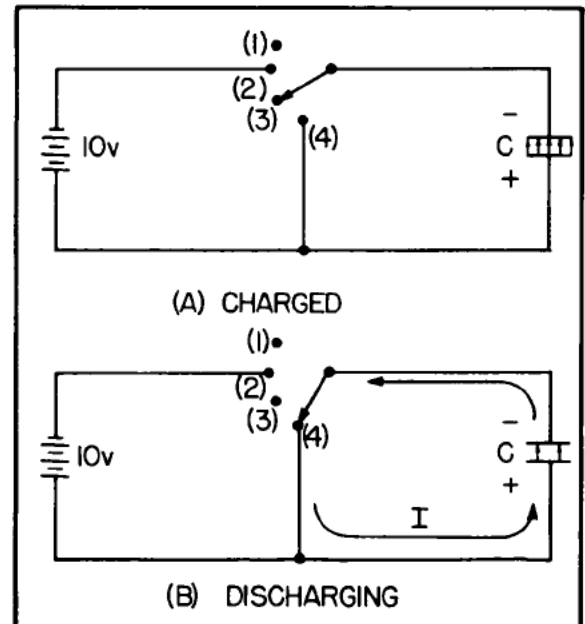 (1)
(2)
(3)
(4)
10v
-
C
+
(A) CHARGED
(1)
(2)
(3)
(4)
10v
-
C
+
I
(B) DISCHARGING